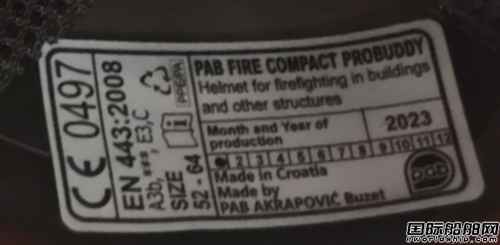 CE 0497
EN 443:2008
A3b, ***, E3,C
SIZE
52 - 64
PPE/PA
PAB FIRE COMPACT PROBUDDY
Helmet for firefighting in buildings
and other structures
Month and Year of
production
2023
2 3 4 5 6 7 8 9 10 11 12
Made in Croatia
Made by
PAB AKRAPOVIĆ Buzet
pab
国际船舶网